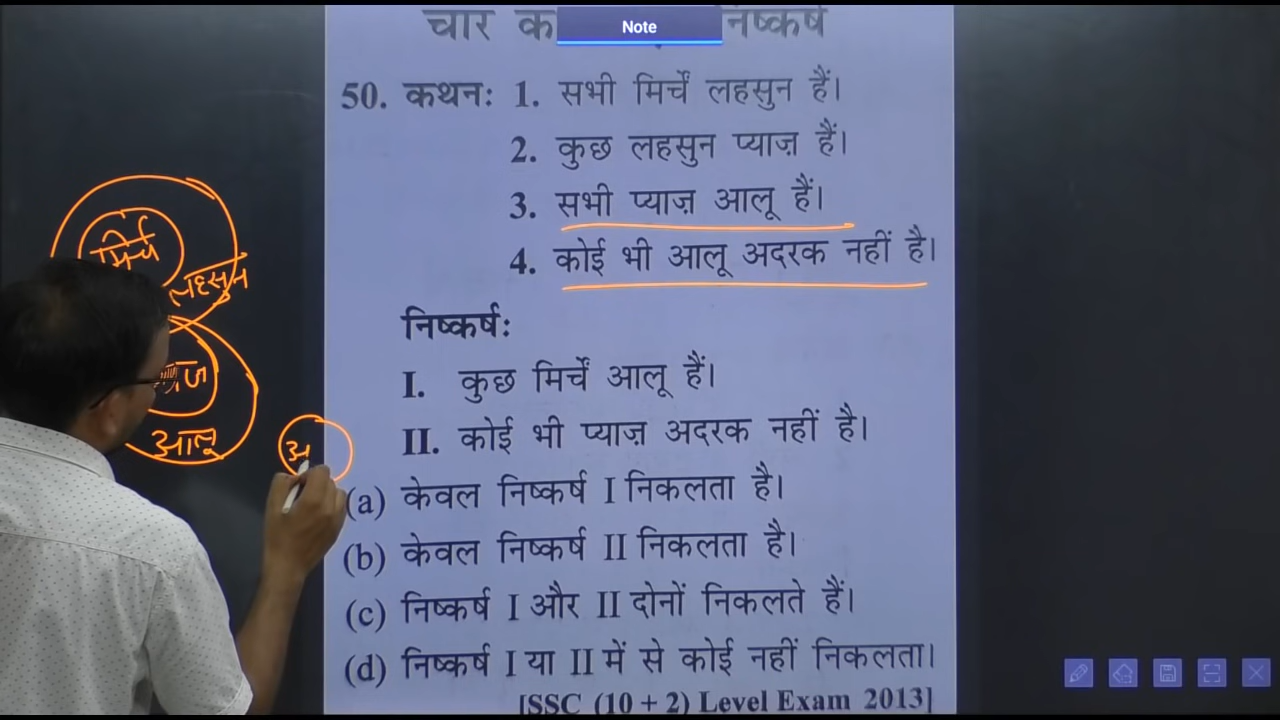 चार निष्कर्ष
Note
50. कथनः 1. सभी मिर्चें लहसुन हैं।
2. कुछ लहसुन प्याज़ हैं।
3. सभी प्याज़ आलू हैं।
4. कोई भी आलू अदरक नहीं है।
निष्कर्षः
I. कुछ मिर्चें आलू हैं।
II. कोई भी प्याज़ अदरक नहीं है।
(a) केवल निष्कर्ष I निकलता है।
(b) केवल निष्कर्ष II निकलता है।
(c) निष्कर्ष I और II दोनों निकलते हैं।
(d) निष्कर्ष I या II में से कोई नहीं निकलता।
[SSC (10 + 2) Level Exam 2013]
मिर्च
लहसुन
आलू
अ